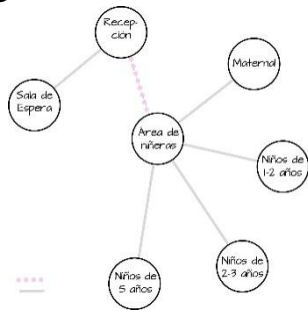 Recep-
ción
Sala de
Espera
Maternal
Area de
niñeras
Niños de
1-2 años
Niños de
2-3 años
Niños de
5 años